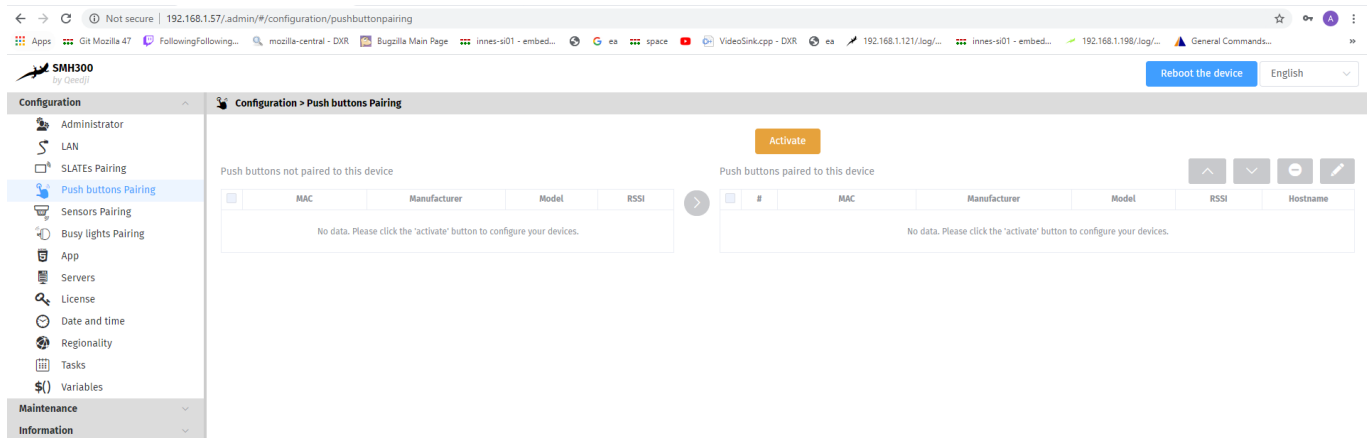 Not secure | 192.168.1.57/.admin/#/configuration/pushbuttonpairing
A
Apps Git Mozilla 47 FollowingFollowing... mozilla-central - DXR Bugzilla Main Page innes-si01 - embed... G ea space VideoSink.cpp - DXR ea 192.168.1.121/.log/... innes-si01 - embed... 192.168.1.198/.log/... General Commands... »
SMH300
by Qeedji
Reboot the device English
Configuration
Configuration > Push buttons Pairing
Administrator
LAN
SLATEs Pairing
Push buttons Pairing
Sensors Pairing
Busy lights Pairing
App
Servers
License
Date and time
Regionality
Tasks
$() Variables
Maintenance
Information
Activate
Push buttons not paired to this device
MAC Manufacturer Model RSSI
No data. Please click the 'activate' button to configure your devices.
Push buttons paired to this device
# MAC Manufacturer Model RSSI Hostname
No data. Please click the 'activate' button to configure your devices.